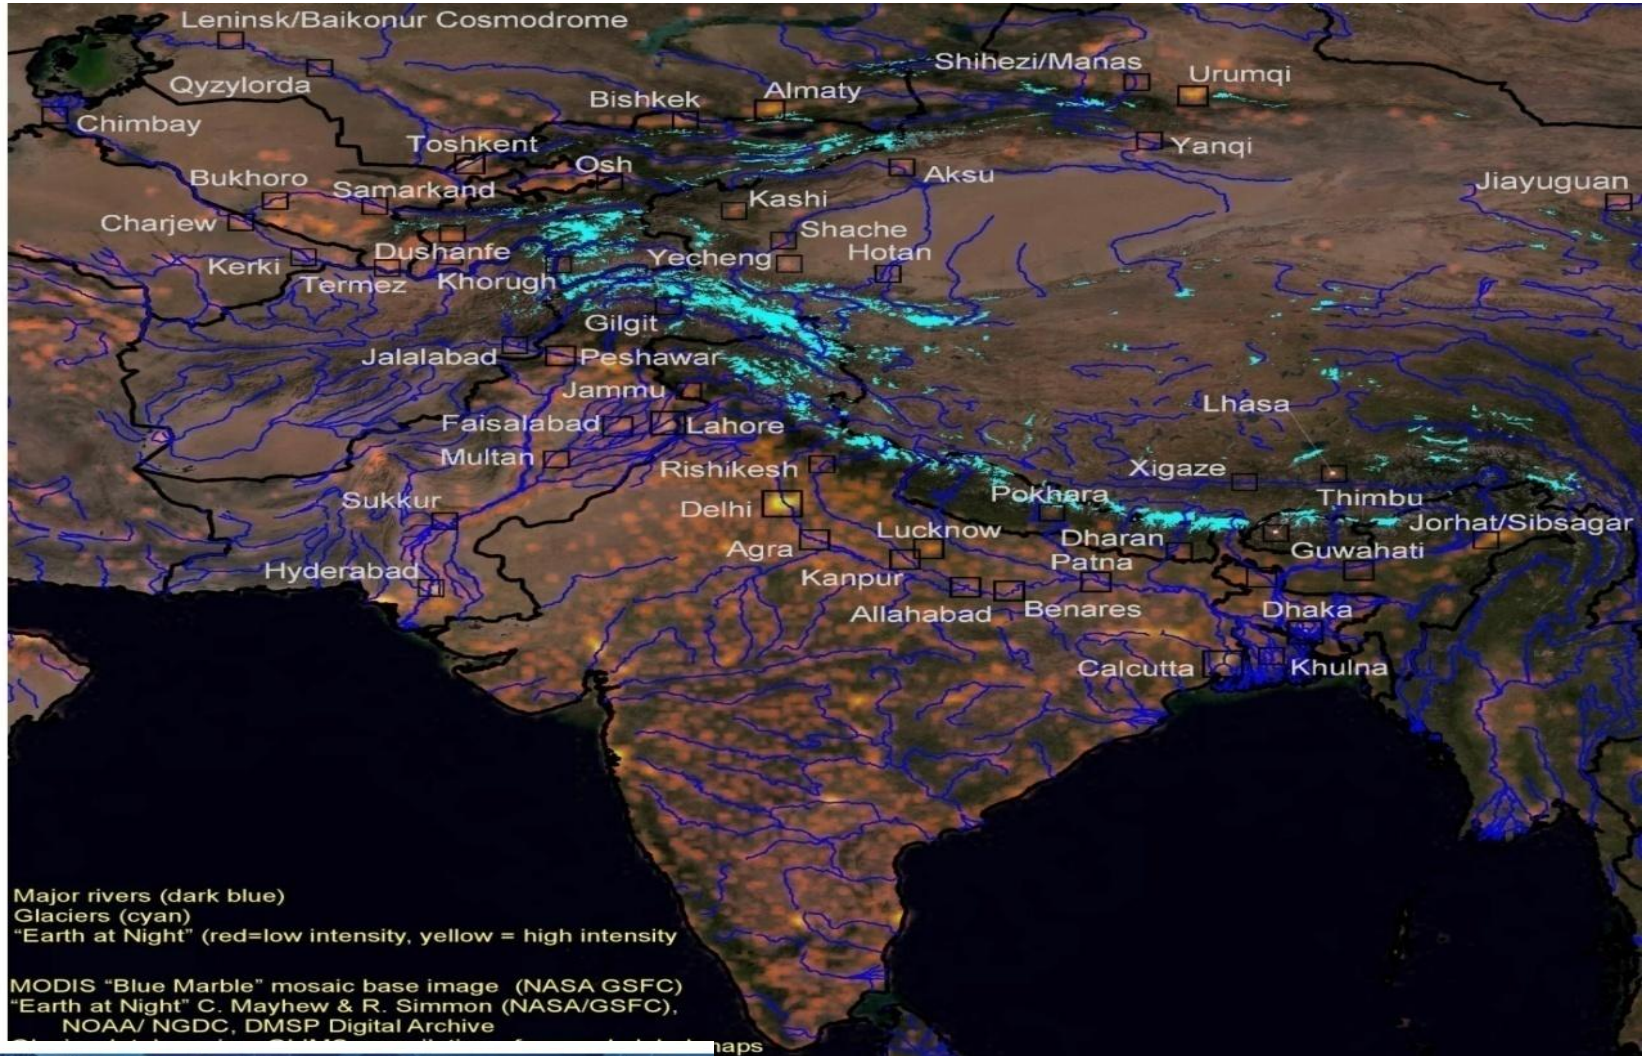 Leninsk/Baikonur Cosmodrome
Shihezi/Manas
Urumqi
Qyzylorda
Bishkek
Almaty
Chimbay
Toshkent
Osh
Yanqi
Aksu
Bukhoro
Samarkand
Kashi
Jiayuguan
Charjew
Shache
Dushanfe
Yecheng
Hotan
Kerki
Termez
Khorugh
Gilgit
Jalalabad
Peshawar
Jammu
Lhasa
Faisalabad
Lahore
Multan
Rishikesh
Xigaze
Sukkur
Delhi
Pokhara
Thimbu
Agra
Lucknow
Dharan
Jorhat/Sibsagar
Hyderabad
Kanpur
Patna
Guwahati
Allahabad
Benares
Dhaka
Calcutta
Khulna
Major rivers (dark blue)
Glaciers (cyan)
“Earth at Night” (red=low intensity, yellow = high intensity
MODIS “Blue Marble” mosaic base image (NASA GSFC)
“Earth at Night” C. Mayhew & R. Simmon (NASA/GSFC),
NOAA/ NGDC, DMSP Digital Archive